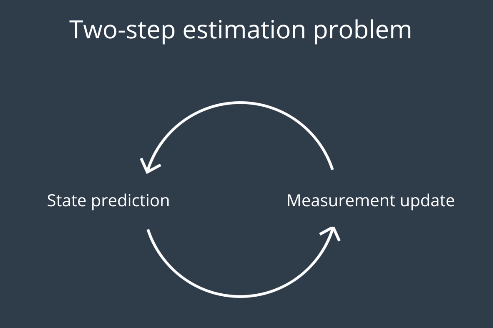 Two-step estimation problem
State prediction
Measurement update